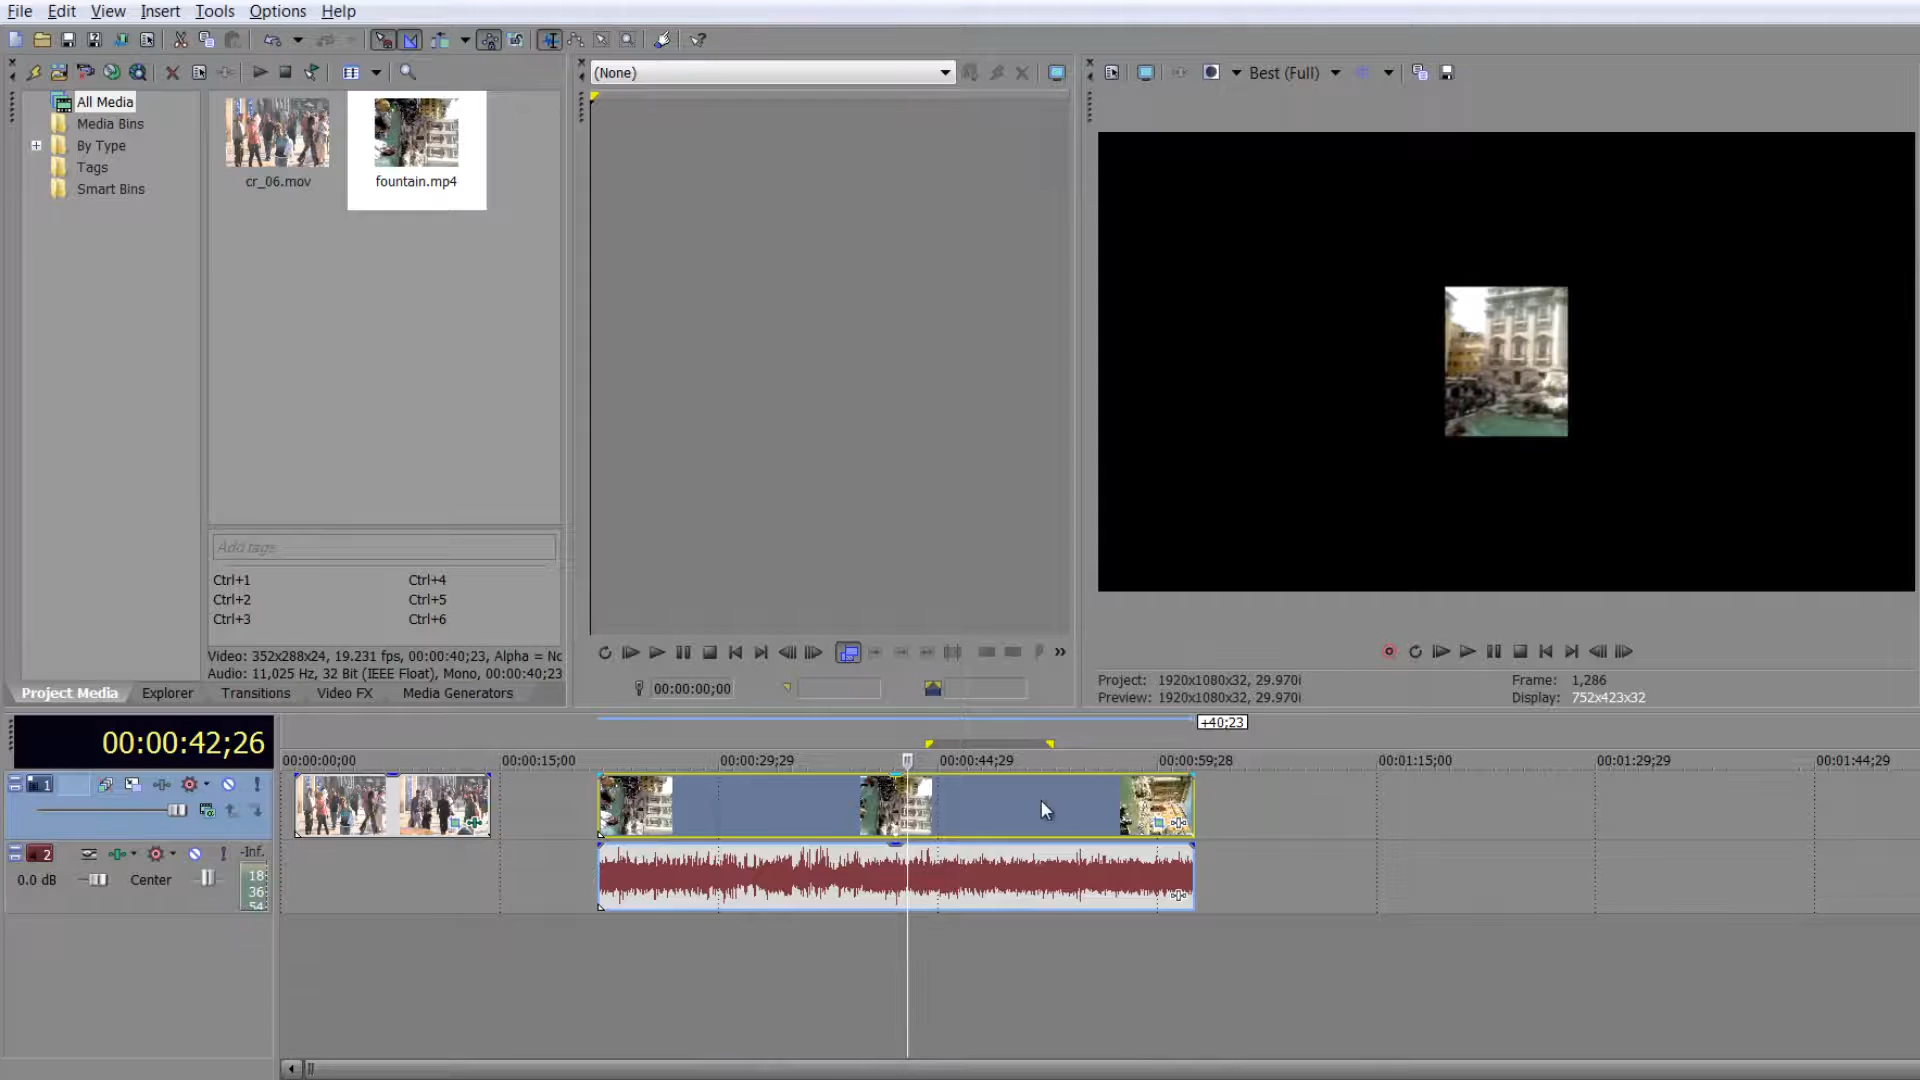 File Edit View Insert Tools Options Help
(None)
Best (Full)
All Media
Media Bins
By Type
Tags
Smart Bins
cr_06.mov
fountain.mp4
Add tags
Ctrl+1 Ctrl+4
Ctrl+2 Ctrl+5
Ctrl+3 Ctrl+6
Video: 352x288x24, 19.231 fps, 00:00:40;23, Alpha = Nc
Audio: 11,025 Hz, 32 Bit (IEEE Float), Mono, 00:00:40;23
Project Media Explorer Transitions Video FX Media Generators
00:00:00;00
Project: 1920x1080x32, 29.970i
Preview: 1920x1080x32, 29.970i
Frame: 1,286
Display: 752x423x32
+40;23
00:00:42;26
00:00:00;00 00:00:15;00 00:00:29;29 00:00:44;29 00:00:59;28 00:01:15;00 00:01:29;29 00:01:44;29
1
2
-Inf.
0.0 dB Center
18
36
54